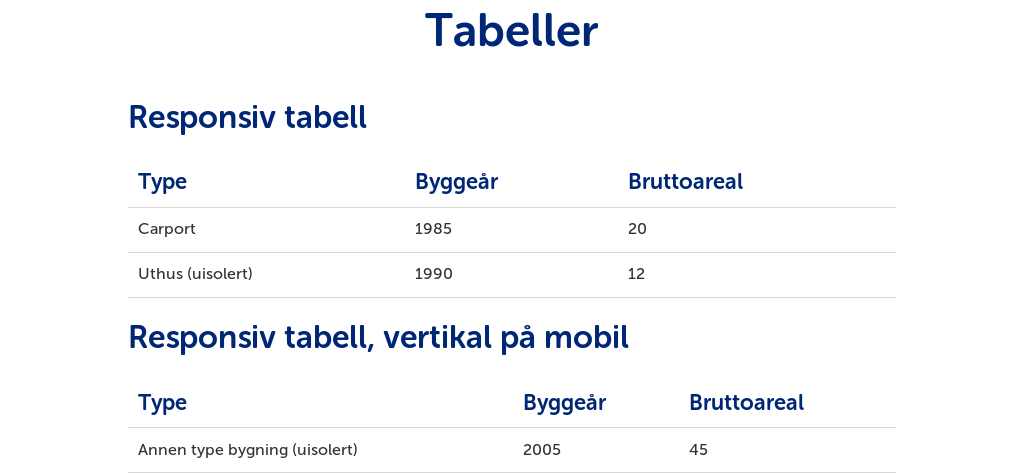 Tabeller
Responsiv tabell
Type Byggeår Bruttoareal
Carport 1985 20
Uthus (uisolert) 1990 12
Responsiv tabell, vertikal på mobil
Type Byggeår Bruttoareal
Annen type bygning (uisolert) 2005 45